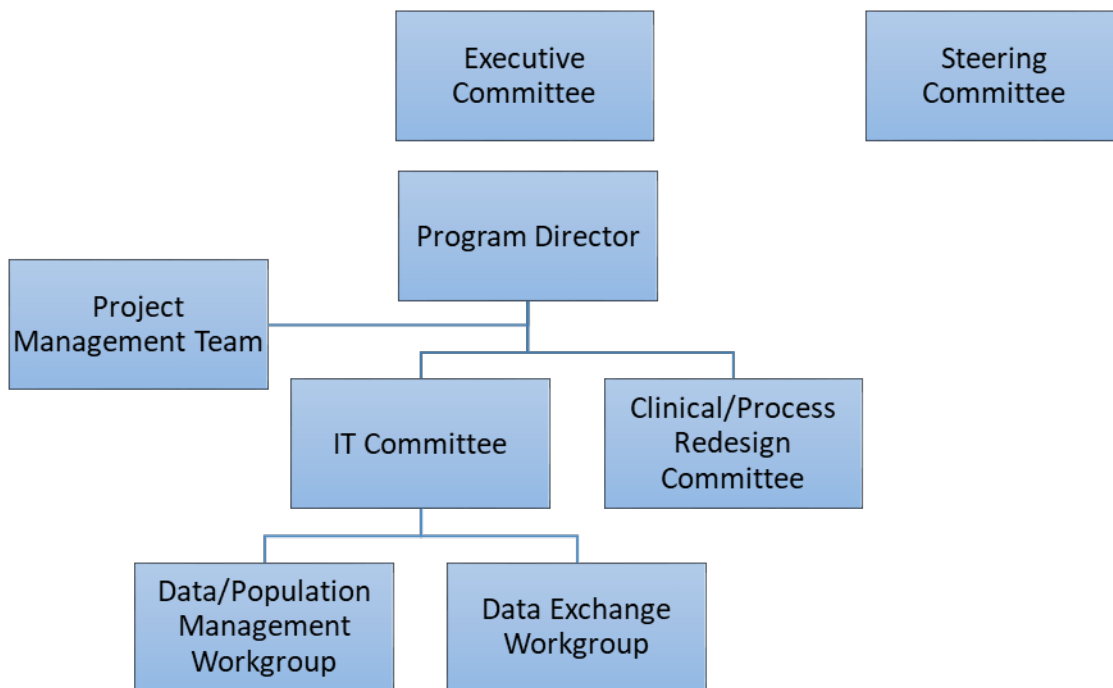 Executive
Committee
Steering
Committee
Program Director
Project
Management Team
IT Committee
Clinical/Process
Redesign
Committee
Data/Population
Management
Workgroup
Data Exchange
Workgroup